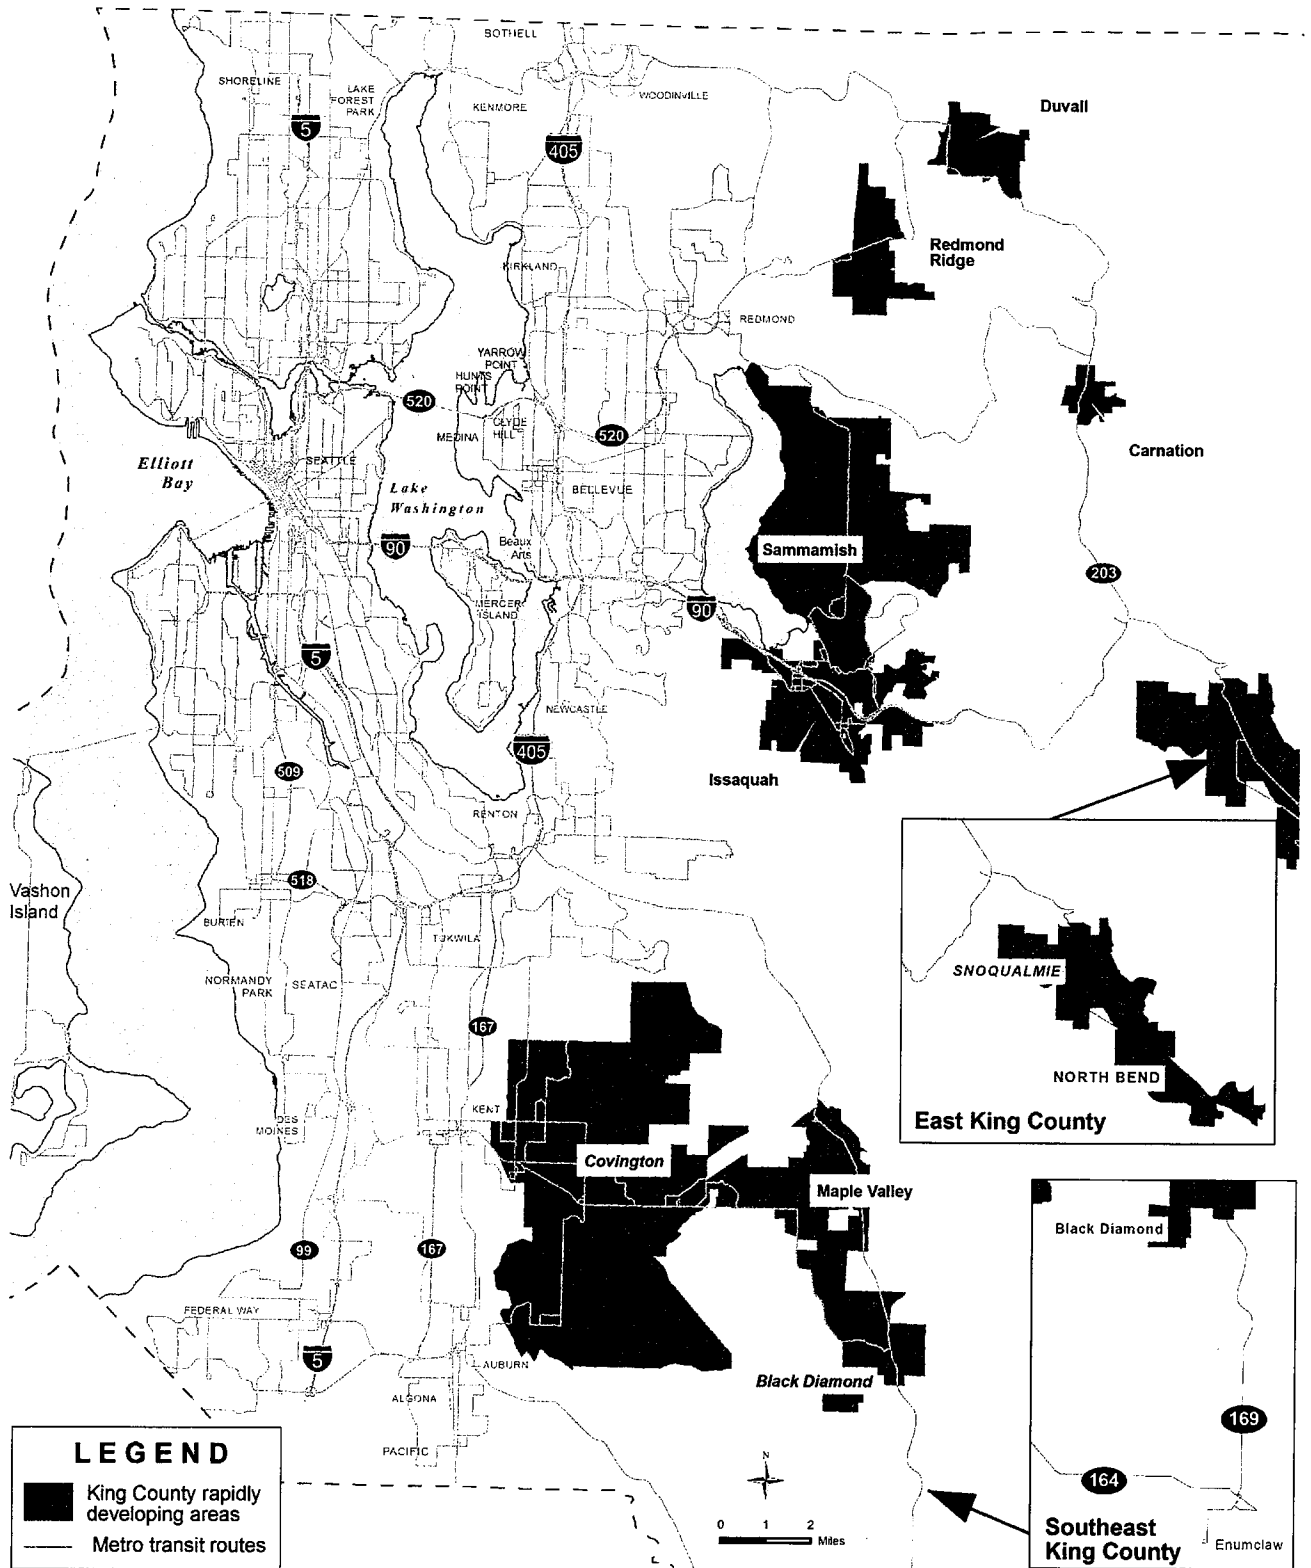 BOTHELL
SHORELINE
LAKE
FOREST
PARK
KENMORE
WOODINVILLE
Duvall
5
405
Redmond
Ridge
KIRKLAND
REDMOND
YARROW
POINT
HUNTS
POINT
520
CLYDE
HILL
MEDINA
520
Carnation
Elliott
Bay
SEATTLE
Lake
Washington
BELLEVUE
90
Beaux
Arts
Sammamish
203
MERCER
ISLAND
90
5
NEWCASTLE
405
509
Issaquah
RENTON
518
Vashon
Island
BURIEN
TUKWILA
NORMANDY
PARK
SEATAC
167
SNOQUALMIE
NORTH BEND
East King County
KENT
DES
MOINES
Covington
Maple Valley
99
167
FEDERAL WAY
5
AUBURN
Black Diamond
ALGONA
PACIFIC
Black Diamond
169
164
Southeast
King County
Enumclaw
LEGEND
King County rapidly
developing areas
Metro transit routes
N
0 1 2
Miles